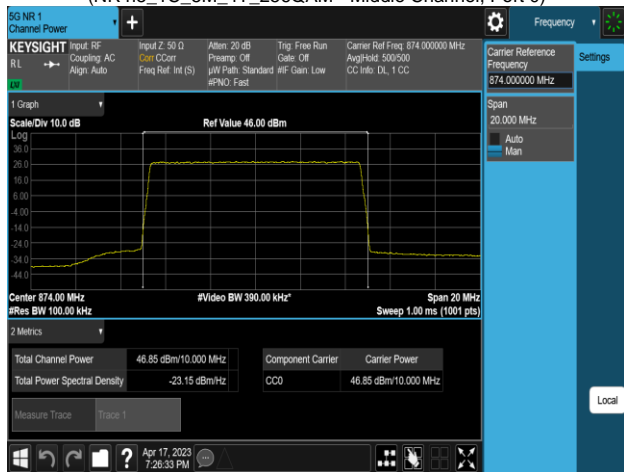 5G NR 1
Channel Power
Frequency
KEYSIGHT
R L
Input: RF
Coupling: AC
Align: Auto
Input Z: 50 Ω
Corr CCorr
Freq Ref: Int (S)
Atten: 20 dB
Preamp: Off
µW Path: Standard
#PNO: Fast
Trig: Free Run
Gate: Off
#IF Gain: Low
Carrier Ref Freq: 874.000000 MHz
Avg|Hold: 500/500
CC Info: DL, 1 CC
Carrier Reference
Frequency
874.000000 MHz
Settings
Span
20.000 MHz
Auto
Man
1 Graph
Scale/Div 10.0 dB
Ref Value 46.00 dBm
Log
36.0
26.0
16.0
6.00
-4.00
-14.0
-24.0
-34.0
-44.0
Center 874.00 MHz
#Video BW 390.00 kHz*
Span 20 MHz
#Res BW 100.00 kHz
Sweep 1.00 ms (1001 pts)
2 Metrics
Total Channel Power 46.85 dBm/10.000 MHz
Total Power Spectral Density -23.15 dBm/Hz
Component Carrier Carrier Power
CC0 46.85 dBm/10.000 MHz
Measure Trace Trace 1
Local
Apr 17, 2023
7:26:33 PM